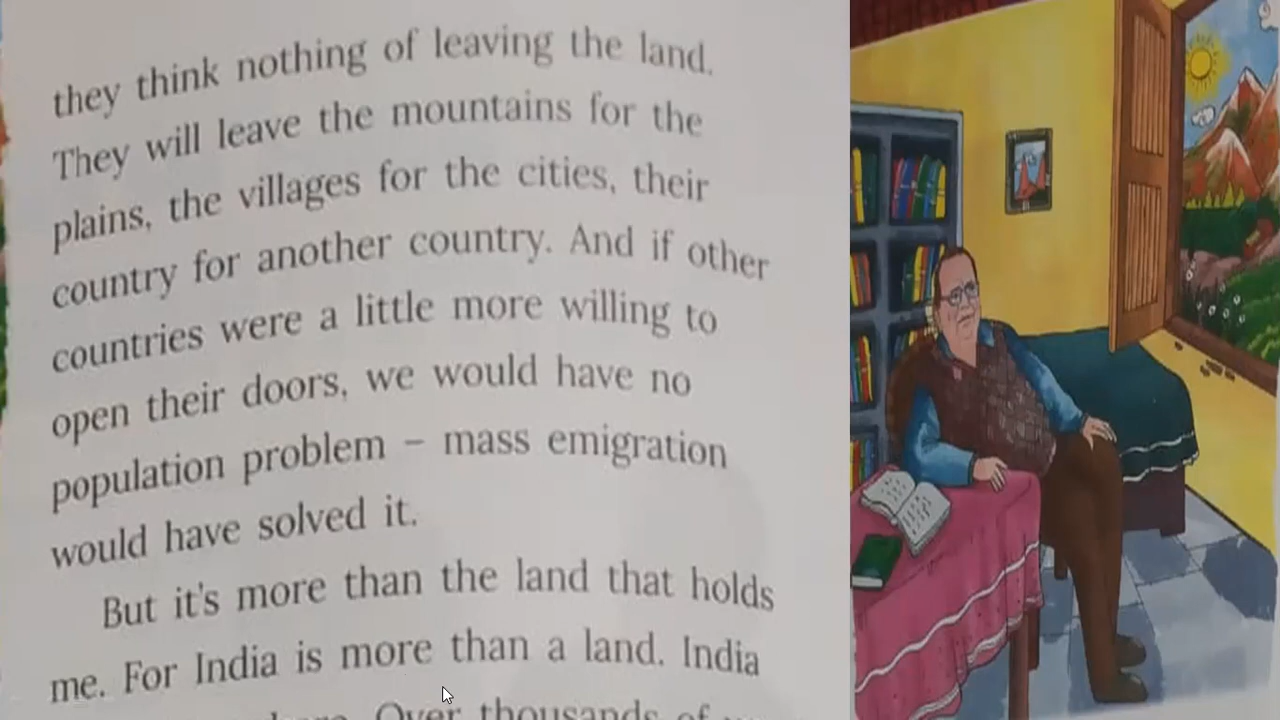 they think nothing of leaving the land.
They will leave the mountains for the
plains, the villages for the cities, their
country for another country. And if other
countries were a little more willing to
open their doors, we would have no
population problem – mass emigration
would have solved it.
But it's more than the land that holds
me. For India is more than a land. India
Over thousands of